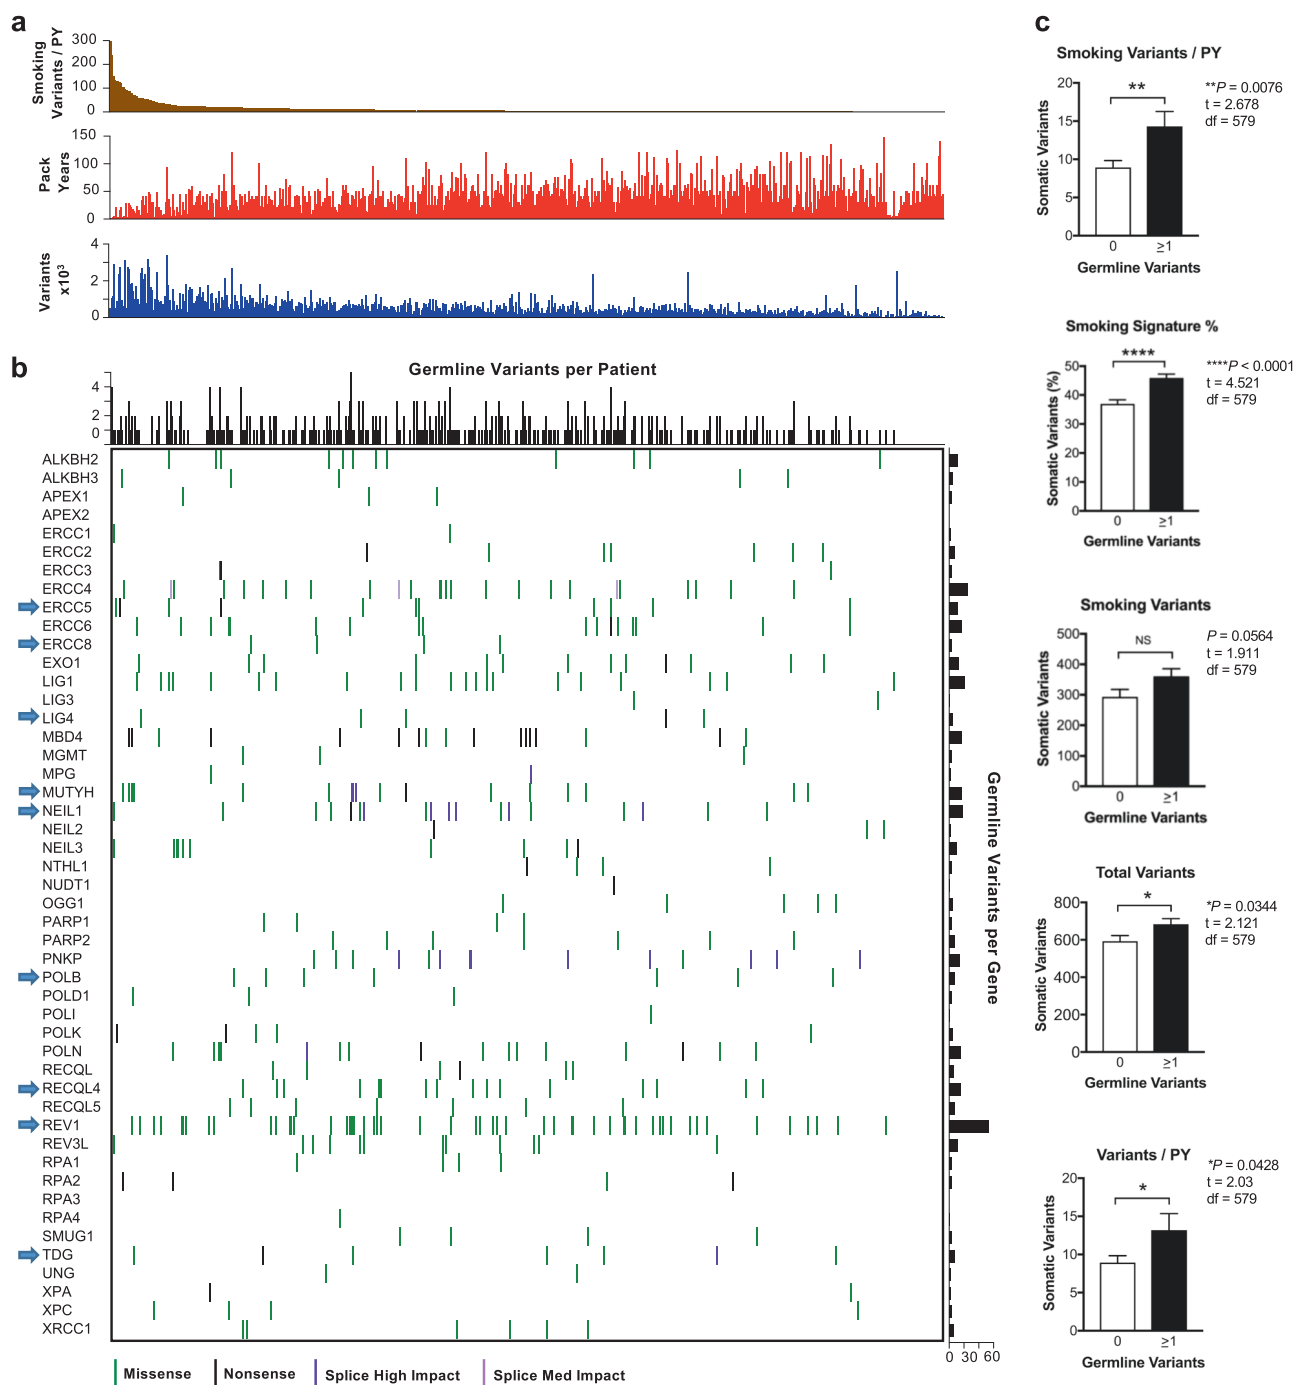 a
Smoking
Variants / PY
300
200
100
0
Pack
Years
150
100
50
0
Variants
x10³
4
2
0
b
Germline Variants per Patient
4
2
0
ALKBH2
ALKBH3
APEX1
APEX2
ERCC1
ERCC2
ERCC3
ERCC4
ERCC5
ERCC6
ERCC8
EXO1
LIG1
LIG3
LIG4
MBD4
MGMT
MPG
MUTYH
NEIL1
NEIL2
NEIL3
NTHL1
NUDT1
OGG1
PARP1
PARP2
PNKP
POLB
POLD1
POLI
POLK
POLN
RECQL
RECQL4
RECQL5
REV1
REV3L
RPA1
RPA2
RPA3
RPA4
SMUG1
TDG
UNG
XPA
XPC
XRCC1
Germline Variants per Gene
0 30 60
Missense
Nonsense
Splice High Impact
Splice Med Impact
c
Smoking Variants / PY
Somatic Variants
20
15
10
5
0
**
**P = 0.0076
t = 2.678
df = 579
0 ≥1
Germline Variants
Smoking Signature %
Somatic Variants (%)
50
40
30
20
10
0
****
****P < 0.0001
t = 4.521
df = 579
0 ≥1
Germline Variants
Smoking Variants
Somatic Variants
500
400
300
200
100
0
NS
P = 0.0564
t = 1.911
df = 579
0 ≥1
Germline Variants
Total Variants
Somatic Variants
800
600
400
200
0
*
*P = 0.0344
t = 2.121
df = 579
0 ≥1
Germline Variants
Variants / PY
Somatic Variants
20
15
10
5
0
*
*P = 0.0428
t = 2.03
df = 579
0 ≥1
Germline Variants